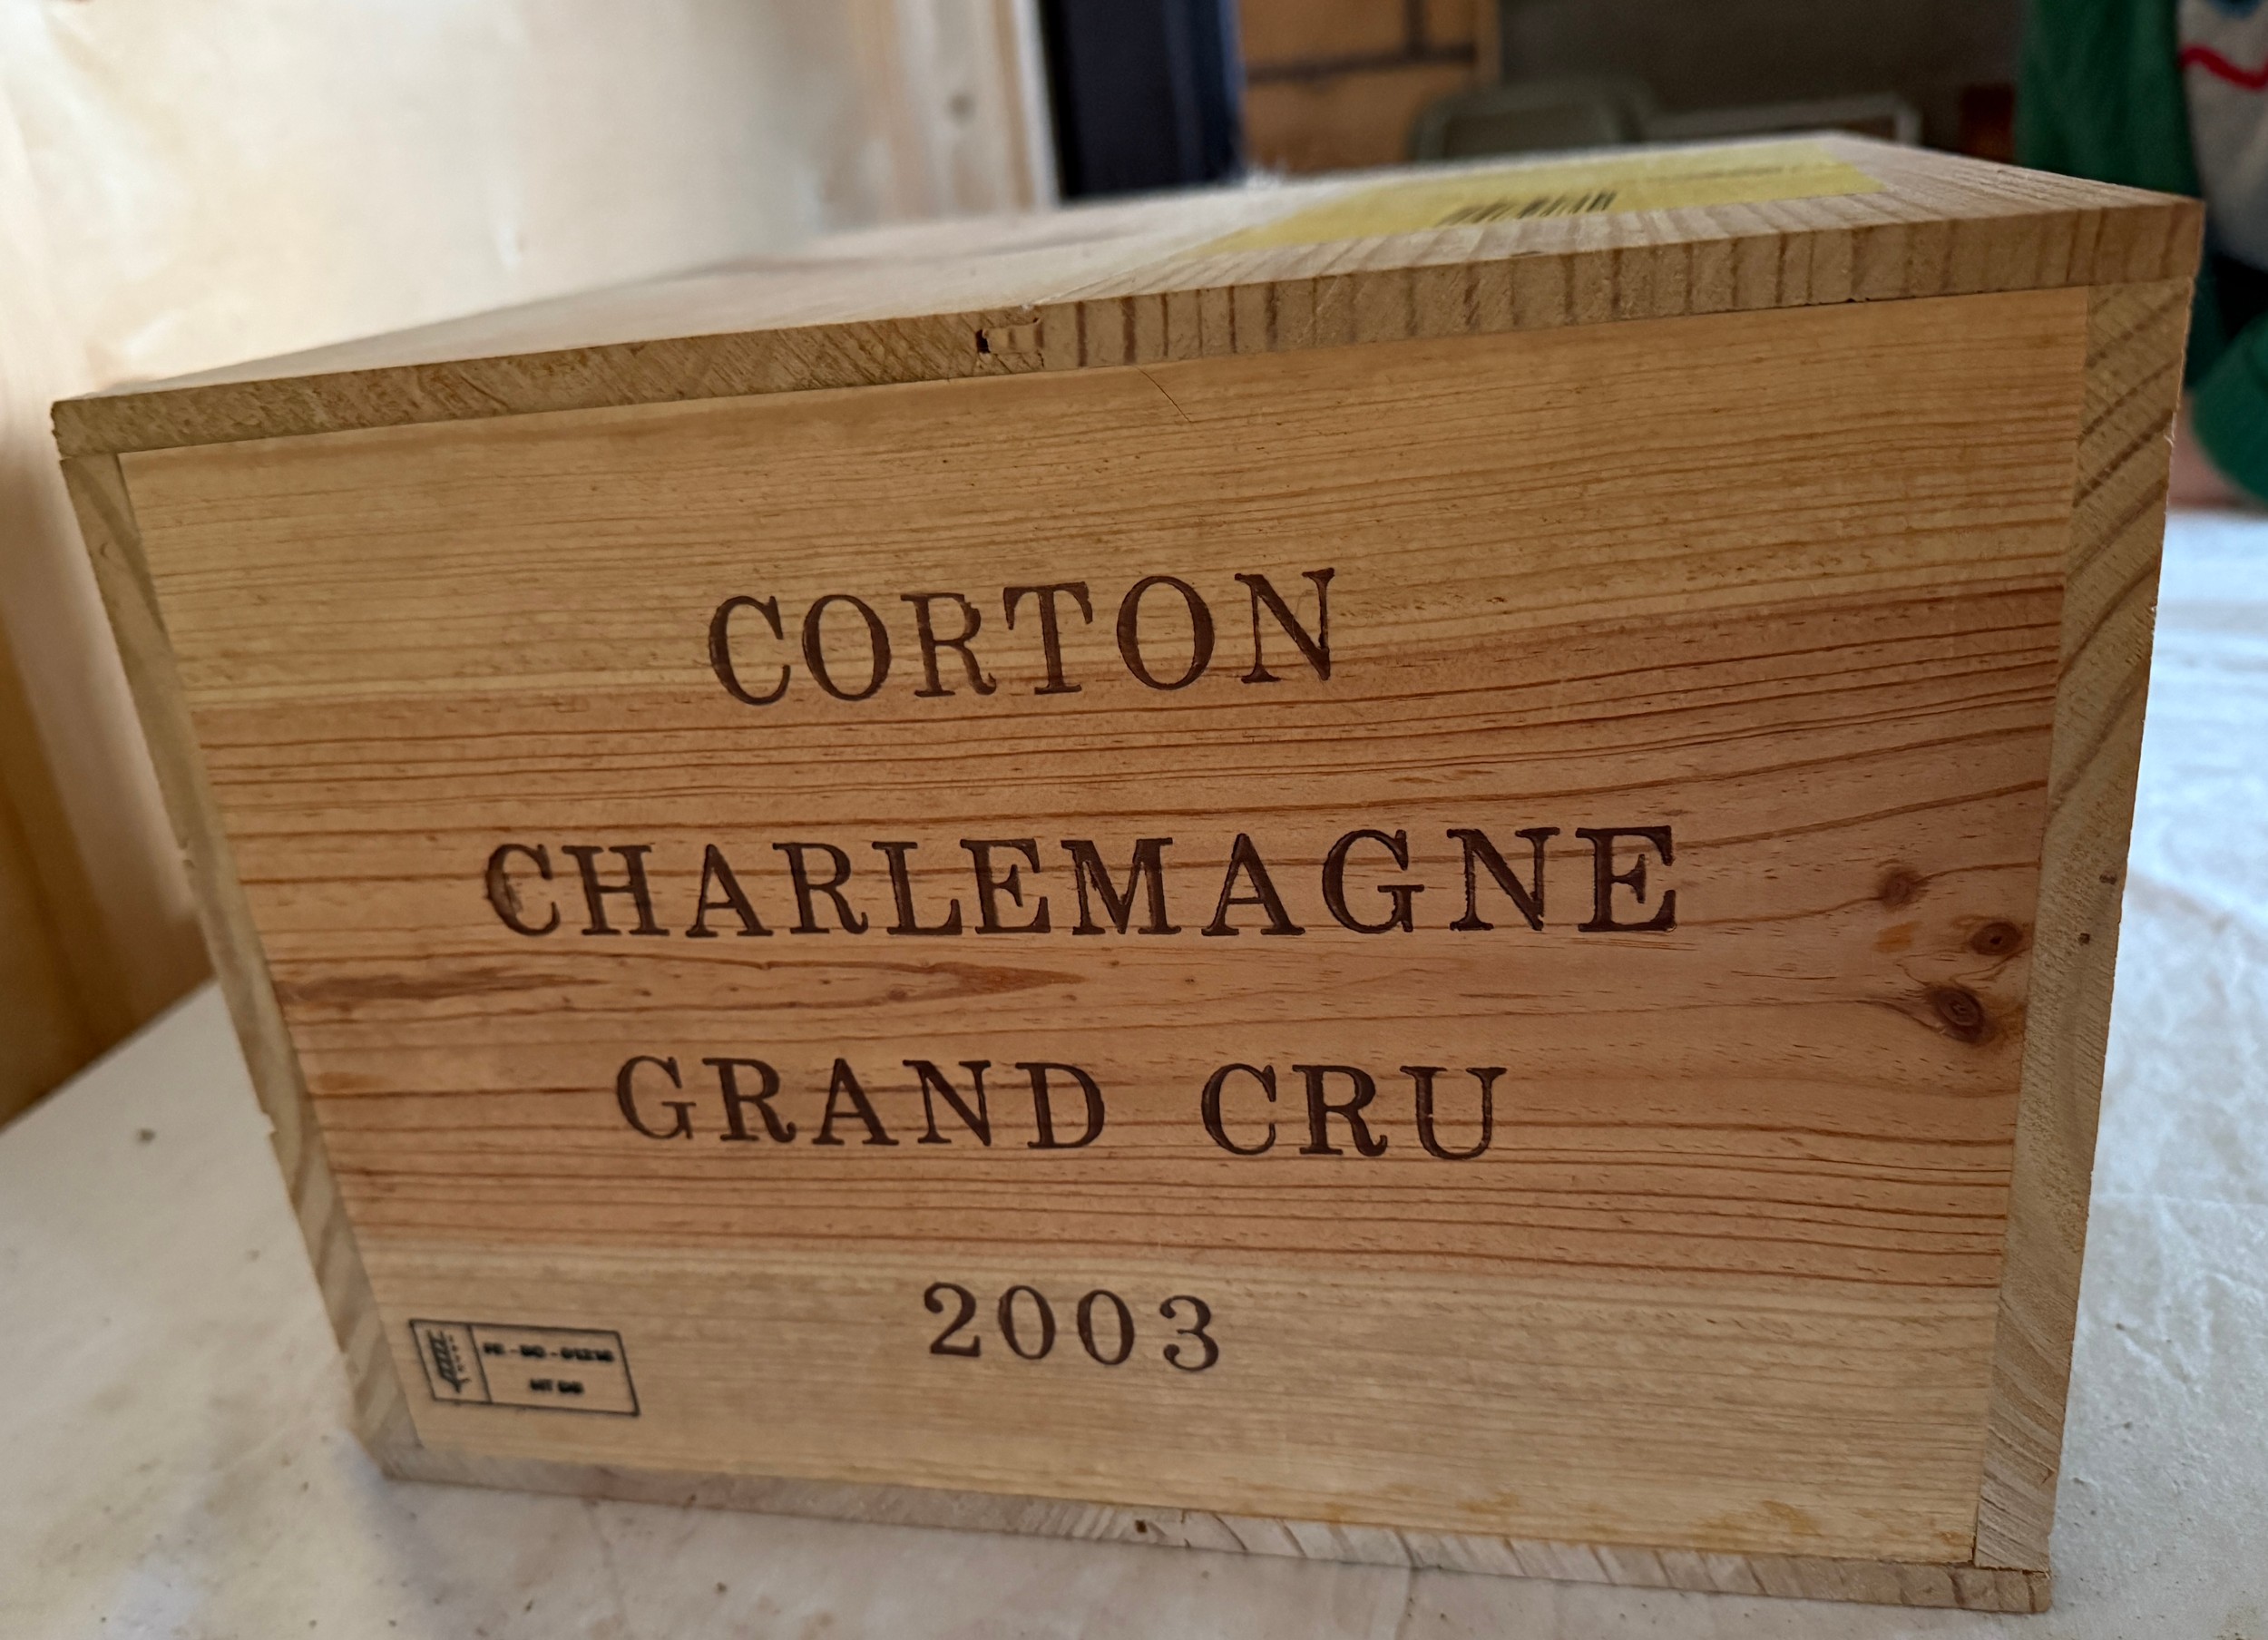 CORTON
CHARLEMAGNE
GRAND CRU
2003